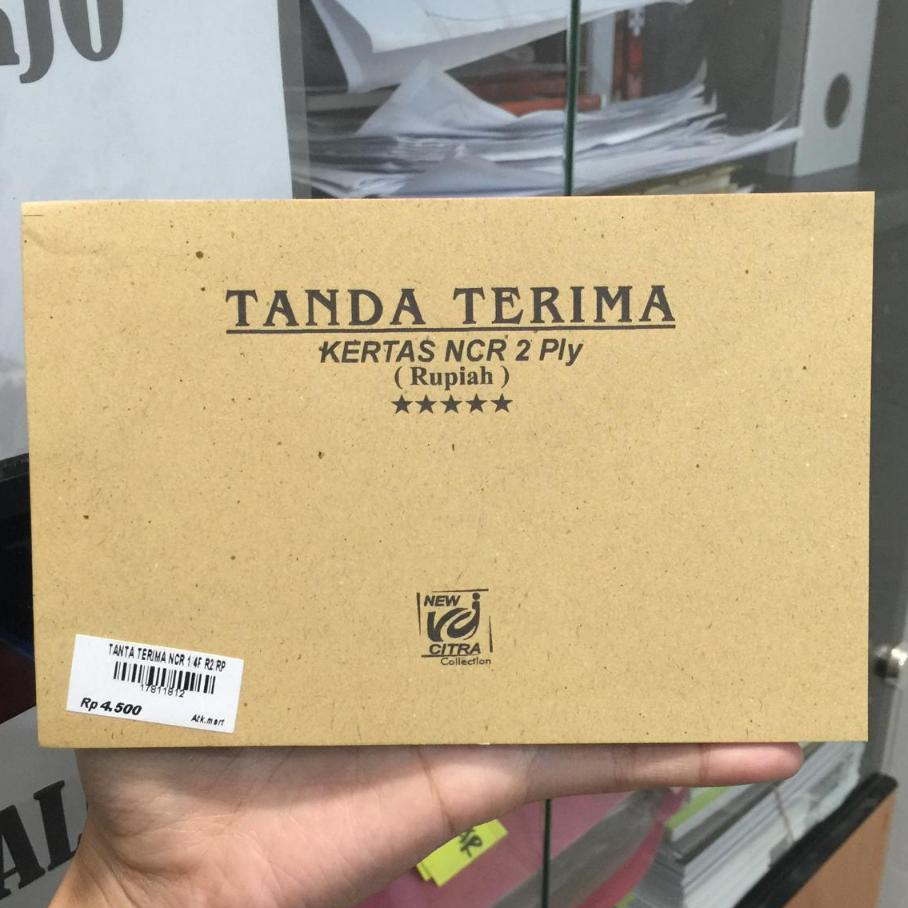 TANDA TERIMA
KERTAS NCR 2 Ply
( Rupiah )
★★★★★
NEW
CITRA
Collection
TANTA TERIMA NCR 1/4F R2 RP
17811812
Rp 4.500
Atk.mart